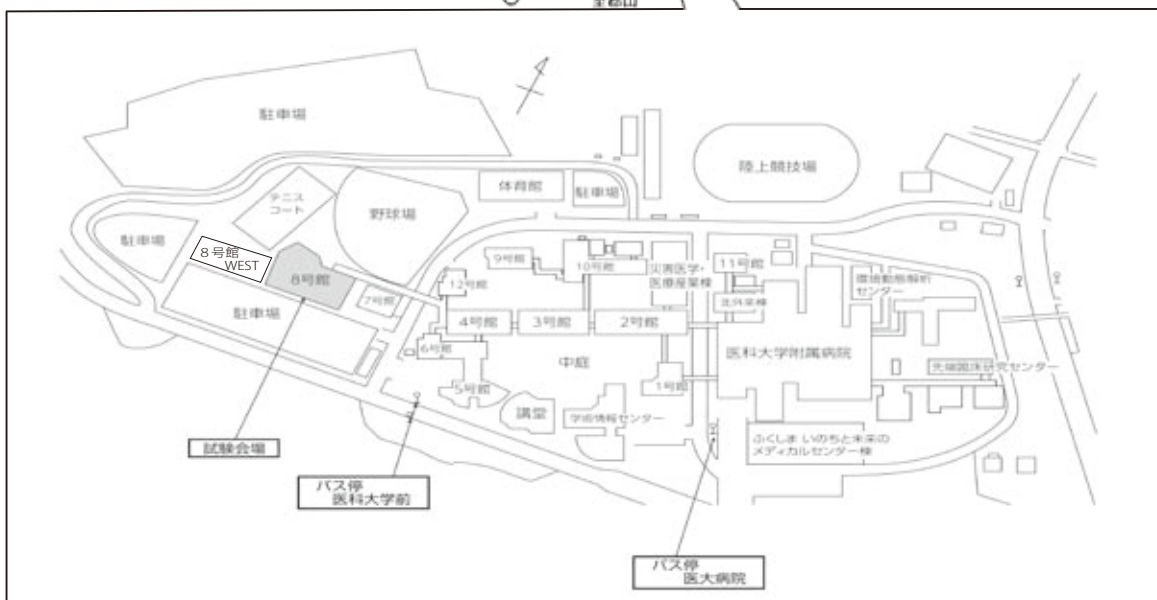 駐車場
陸上競技場
体育館
駐車場
テニス
コート
野球場
駐車場
8号館
WEST
8号館
9号館
10号館
災害医学・
医療産業棟
11号館
12号館
7号館
北外来棟
環境動態解析
センター
駐車場
4号館
3号館
2号館
6号館
中庭
医科大学附属病院
先端臨床研究センター
5号館
1号館
講堂
学術情報センター
ふくしま いのちと未来の
メディカルセンター棟
試験会場
バス停
医科大学前
バス停
医大病院